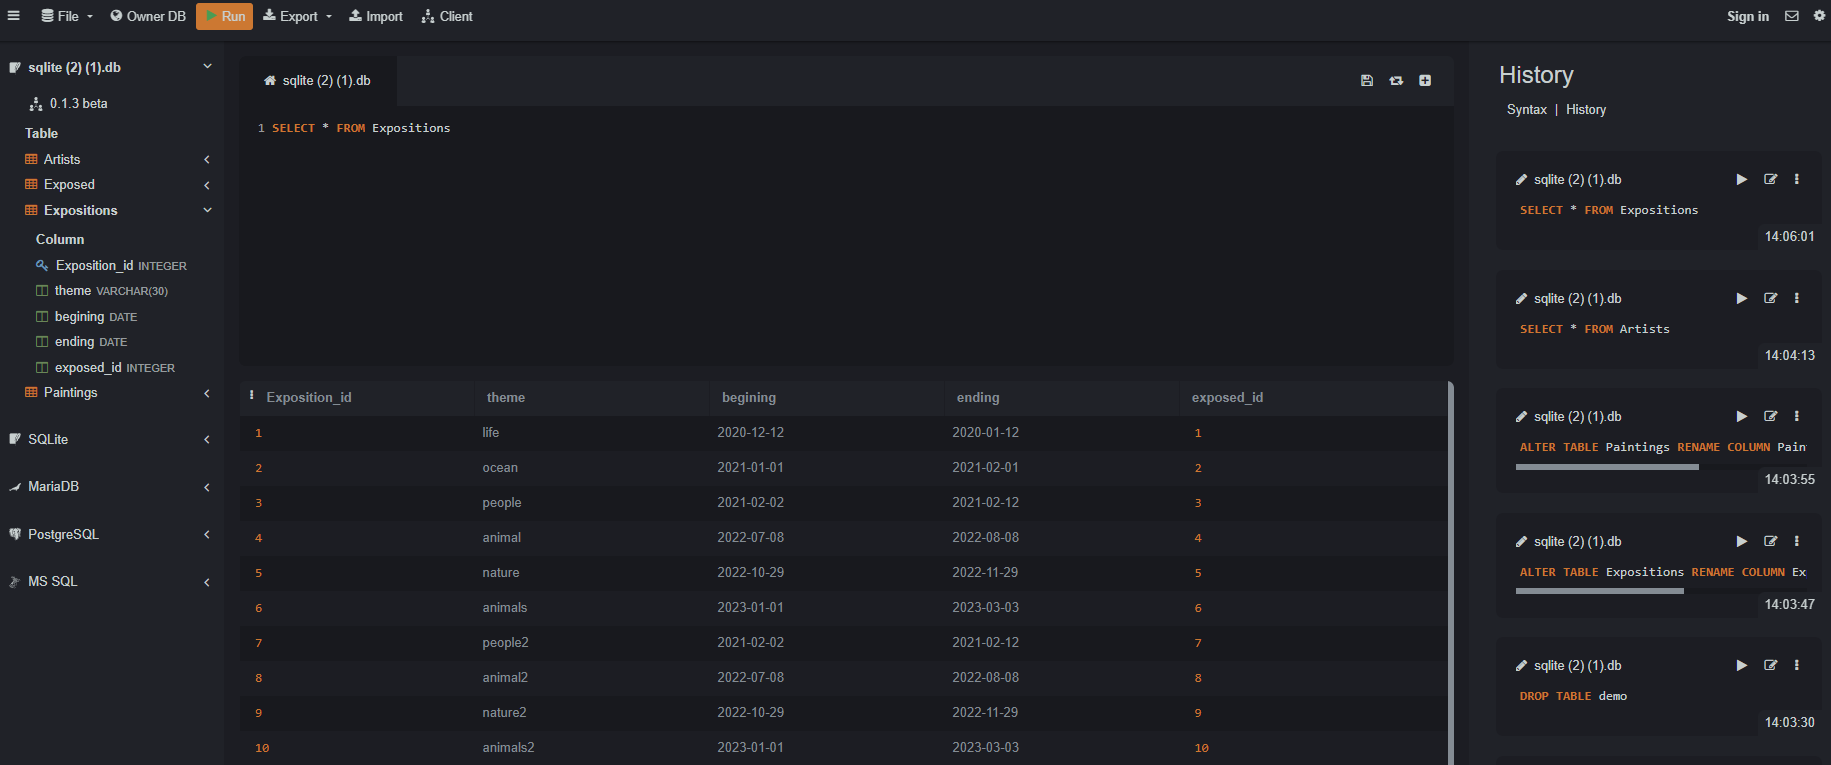 File Owner DB Run Export Import Client Sign in
sqlite (2) (1).db
0.1.3 beta
Table
Artists
Exposed
Expositions
Column
Exposition_id INTEGER
theme VARCHAR(30)
begining DATE
ending DATE
exposed_id INTEGER
Paintings
SQLite
MariaDB
PostgreSQL
MS SQL
sqlite (2) (1).db
1 SELECT * FROM Expositions
Exposition_id theme begining ending exposed_id
1 life 2020-12-12 2020-01-12 1
2 ocean 2021-01-01 2021-02-01 2
3 people 2021-02-02 2021-02-12 3
4 animal 2022-07-08 2022-08-08 4
5 nature 2022-10-29 2022-11-29 5
6 animals 2023-01-01 2023-03-03 6
7 people2 2021-02-02 2021-02-12 7
8 animal2 2022-07-08 2022-08-08 8
9 nature2 2022-10-29 2022-11-29 9
10 animals2 2023-01-01 2023-03-03 10
History
Syntax | History
sqlite (2) (1).db
SELECT * FROM Expositions
14:06:01
sqlite (2) (1).db
SELECT * FROM Artists
14:04:13
sqlite (2) (1).db
ALTER TABLE Paintings RENAME COLUMN Pain
14:03:55
sqlite (2) (1).db
ALTER TABLE Expositions RENAME COLUMN Ex
14:03:47
sqlite (2) (1).db
DROP TABLE demo
14:03:30